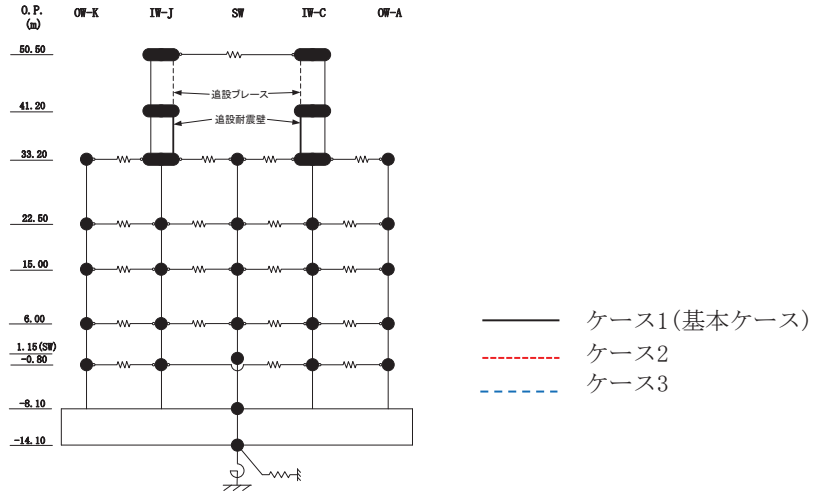 O.P.
(m)
OW-K IW-J SW IW-C OW-A
50.50
追設ブレース
41.20
追設耐震壁
33.20
22.50
15.00
6.00
1.15(SW)
-0.80
-8.10
-14.10
ケース1(基本ケース)
ケース2
ケース3